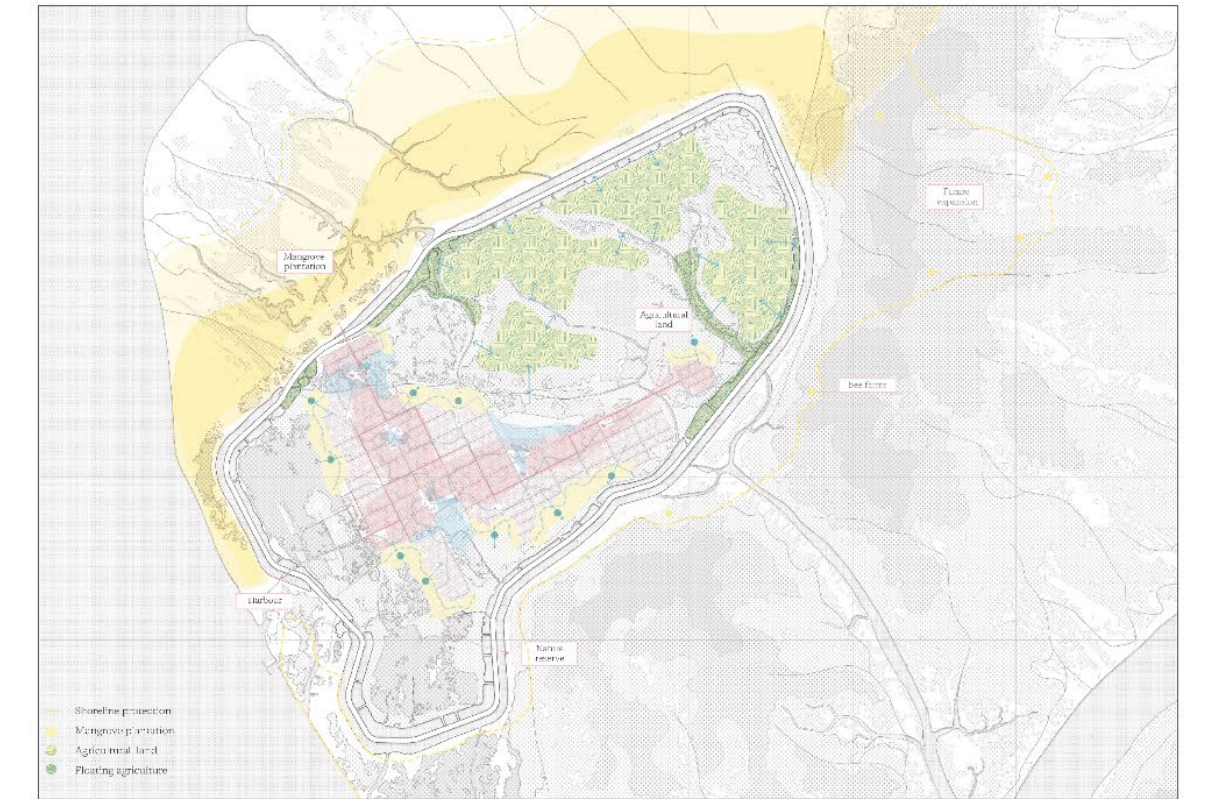 Future
expansion
Mangrove
plantation
Agricultural
land
bee farms
Harbour
Nature
reserve
Shoreline protection
Mangrove plantation
Agricultural land
Floating agriculture